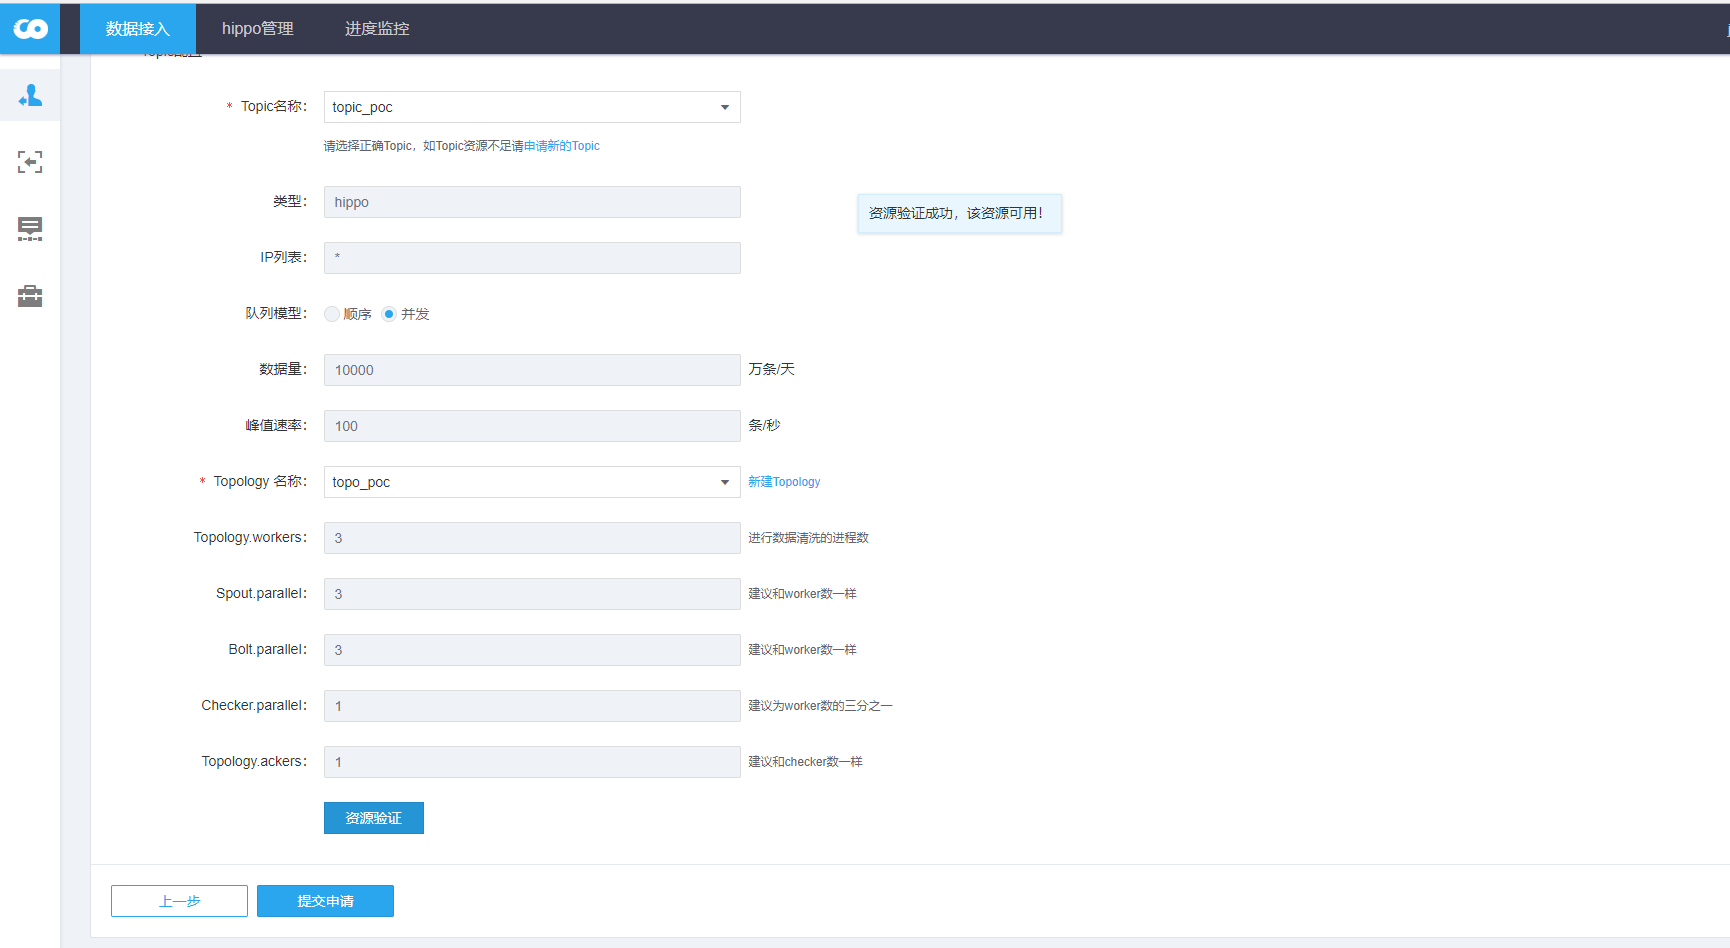 数据接入 hippo管理 进度监控
Topic配置
* Topic名称： topic_poc
请选择正确Topic，如Topic资源不足请申请新的Topic
类型： hippo
资源验证成功，该资源可用！
IP列表： *
队列模型： 顺序 并发
数据量： 10000 万条/天
峰值速率： 100 条/秒
* Topology 名称： topo_poc 新建Topology
Topology.workers： 3 进行数据清洗的进程数
Spout.parallel： 3 建议和worker数一样
Bolt.parallel： 3 建议和worker数一样
Checker.parallel： 1 建议为worker数的三分之一
Topology.ackers： 1 建议和checker数一样
资源验证
上一步 提交申请